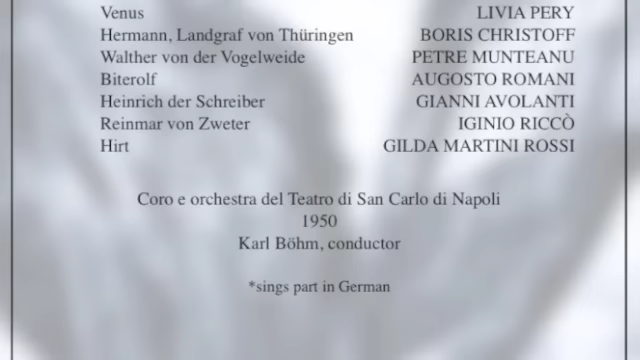 Venus LIVIA PERY
Hermann, Landgraf von Thüringen BORIS CHRISTOFF
Walther von der Vogelweide PETRE MUNTEANU
Biterolf AUGOSTO ROMANI
Heinrich der Schreiber GIANNI AVOLANTI
Reinmar von Zweter IGINIO RICCÒ
Hirt GILDA MARTINI ROSSI
Coro e orchestra del Teatro di San Carlo di Napoli
1950
Karl Böhm, conductor
*sings part in German